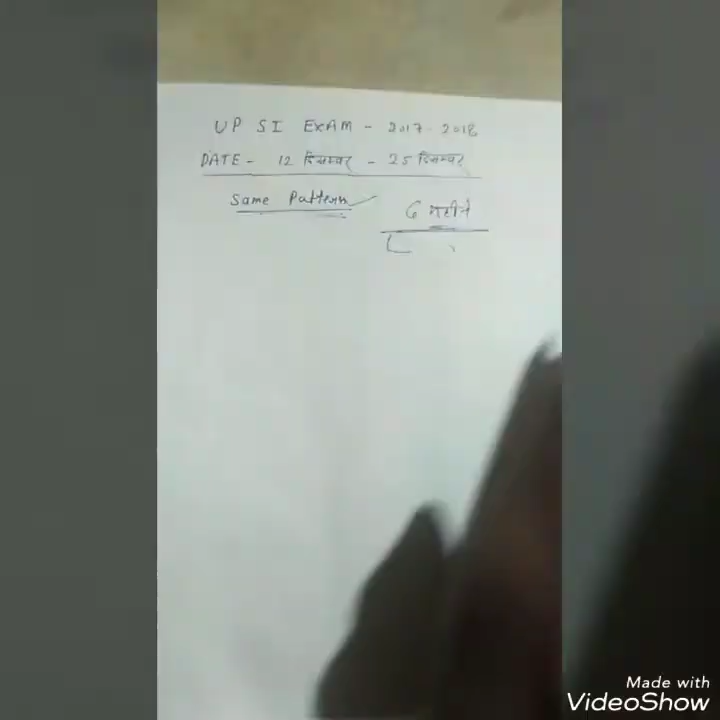 UP SI EXAM - 2017-2018
DATE - 12 दिसम्बर - 25 दिसम्बर
Same Pattern
6 महीने
Made with
VideoShow